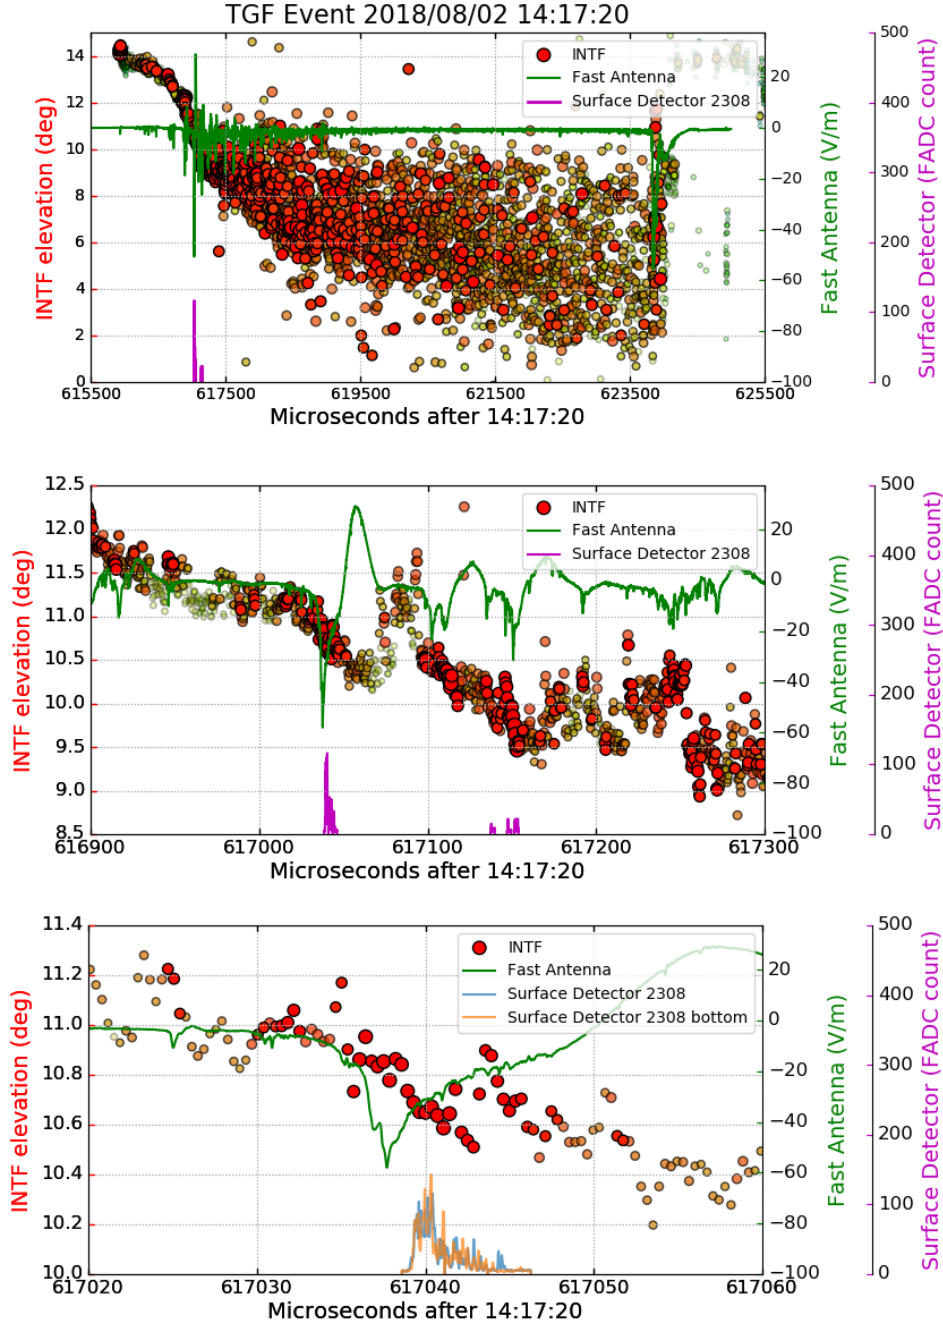 TGF Event 2018/08/02 14:17:20
INTF elevation (deg)
14
12
10
8
6
4
2
0
INTF
Fast Antenna
Surface Detector 2308
20
0
−20
−40
−60
−80
−100
Fast Antenna (V/m)
500
400
300
200
100
0
Surface Detector (FADC count)
615500 617500 619500 621500 623500 625500
Microseconds after 14:17:20
INTF elevation (deg)
12.5
12.0
11.5
11.0
10.5
10.0
9.5
9.0
8.5
INTF
Fast Antenna
Surface Detector 2308
20
0
−20
−40
−60
−80
−100
Fast Antenna (V/m)
500
400
300
200
100
0
Surface Detector (FADC count)
616900 617000 617100 617200 617300
Microseconds after 14:17:20
INTF elevation (deg)
11.4
11.2
11.0
10.8
10.6
10.4
10.2
10.0
INTF
Fast Antenna
Surface Detector 2308
Surface Detector 2308 bottom
20
0
−20
−40
−60
−80
−100
Fast Antenna (V/m)
500
400
300
200
100
0
Surface Detector (FADC count)
617020 617030 617040 617050 617060
Microseconds after 14:17:20